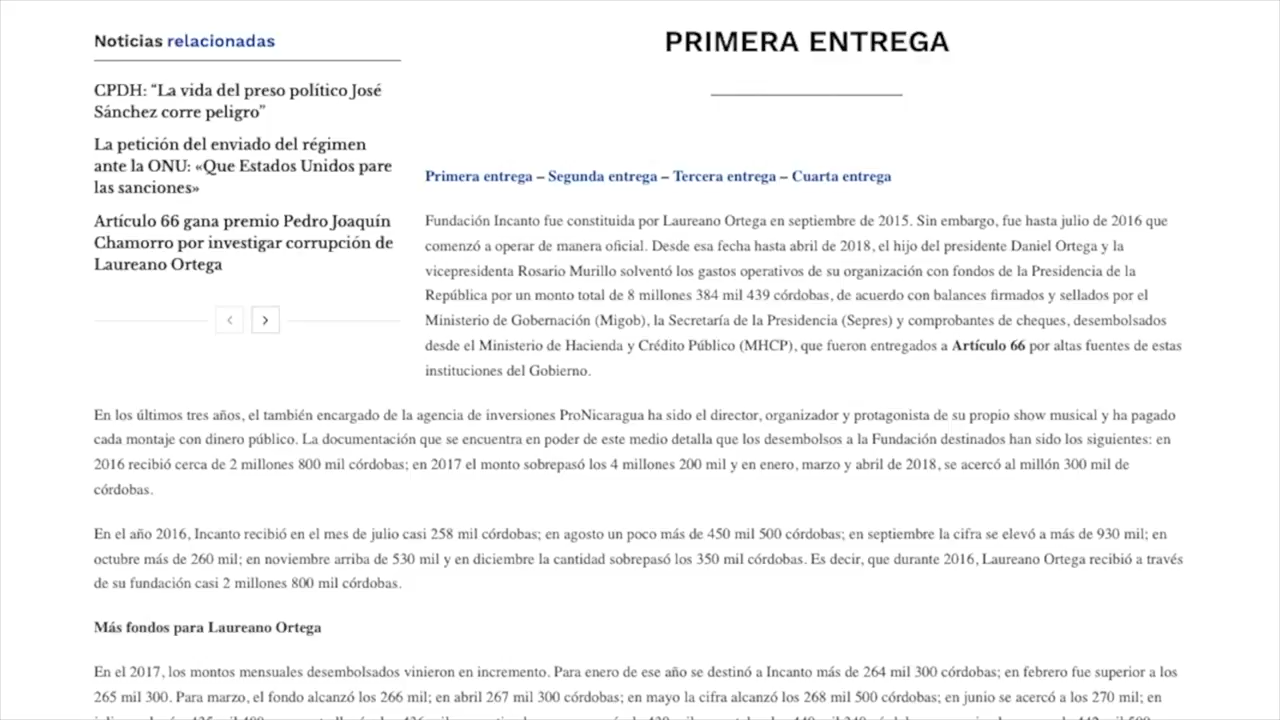 Noticias relacionadas
CPDH: “La vida del preso político José
Sánchez corre peligro”
La petición del enviado del régimen
ante la ONU: «Que Estados Unidos pare
las sanciones»
Artículo 66 gana premio Pedro Joaquín
Chamorro por investigar corrupción de
Laureano Ortega
PRIMERA ENTREGA
Primera entrega – Segunda entrega – Tercera entrega – Cuarta entrega
Fundación Incanto fue constituida por Laureano Ortega en septiembre de 2015. Sin embargo, fue hasta julio de 2016 que
comenzó a operar de manera oficial. Desde esa fecha hasta abril de 2018, el hijo del presidente Daniel Ortega y la
vicepresidenta Rosario Murillo solventó los gastos operativos de su organización con fondos de la Presidencia de la
República por un monto total de 8 millones 384 mil 439 córdobas, de acuerdo con balances firmados y sellados por el
Ministerio de Gobernación (Migob), la Secretaría de la Presidencia (Sepres) y comprobantes de cheques, desembolsados
desde el Ministerio de Hacienda y Crédito Público (MHCP), que fueron entregados a Artículo 66 por altas fuentes de estas
instituciones del Gobierno.
En los últimos tres años, el también encargado de la agencia de inversiones ProNicaragua ha sido el director, organizador y protagonista de su propio show musical y ha pagado
cada montaje con dinero público. La documentación que se encuentra en poder de este medio detalla que los desembolsos a la Fundación destinados han sido los siguientes: en
2016 recibió cerca de 2 millones 800 mil córdobas; en 2017 el monto sobrepasó los 4 millones 200 mil y en enero, marzo y abril de 2018, se acercó al millón 300 mil de
córdobas.
En el año 2016, Incanto recibió en el mes de julio casi 258 mil córdobas; en agosto un poco más de 450 mil 500 córdobas; en septiembre la cifra se elevó a más de 930 mil; en
octubre más de 260 mil; en noviembre arriba de 530 mil y en diciembre la cantidad sobrepasó los 350 mil córdobas. Es decir, que durante 2016, Laureano Ortega recibió a través
de su fundación casi 2 millones 800 mil córdobas.
Más fondos para Laureano Ortega
En el 2017, los montos mensuales desembolsados vinieron en incremento. Para enero de ese año se destinó a Incanto más de 264 mil 300 córdobas; en febrero fue superior a los
265 mil 300. Para marzo, el fondo alcanzó los 266 mil; en abril 267 mil 300 córdobas; en mayo la cifra alcanzó los 268 mil 500 córdobas; en junio se acercó a los 270 mil; en